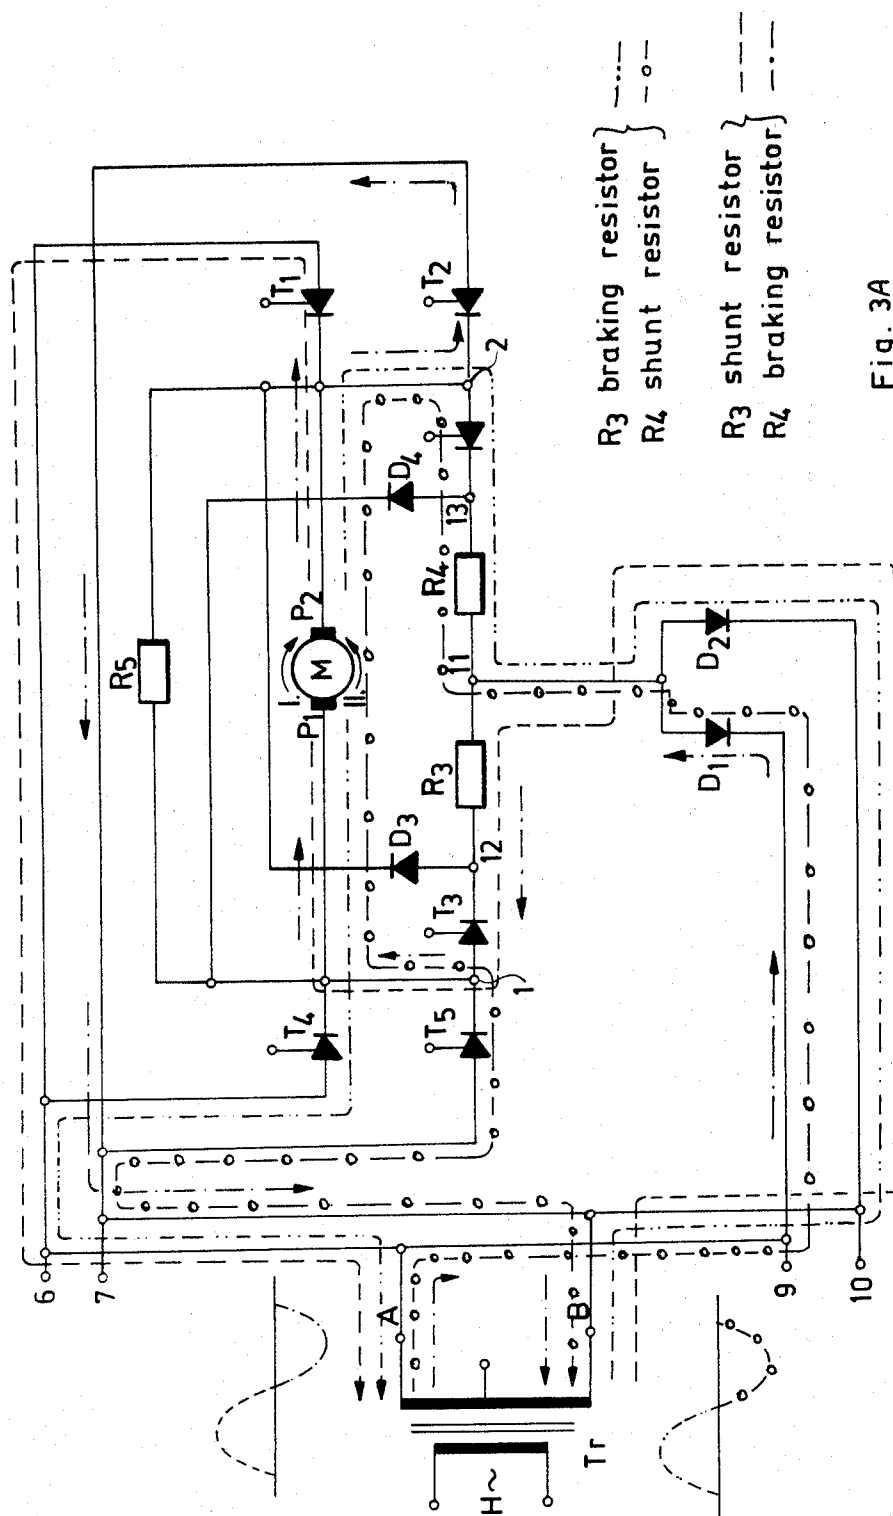 R5
I.
P1
M
P2
II.
T1
T2
T4
T5
T3
D3
D4
R3
R4
1
2
12
11
13
D1
D2
6
7
9
10
A
B
H~
Tr
R3 braking resistor
R4 shunt resistor
R3 shunt resistor
R4 braking resistor
Fig. 3A